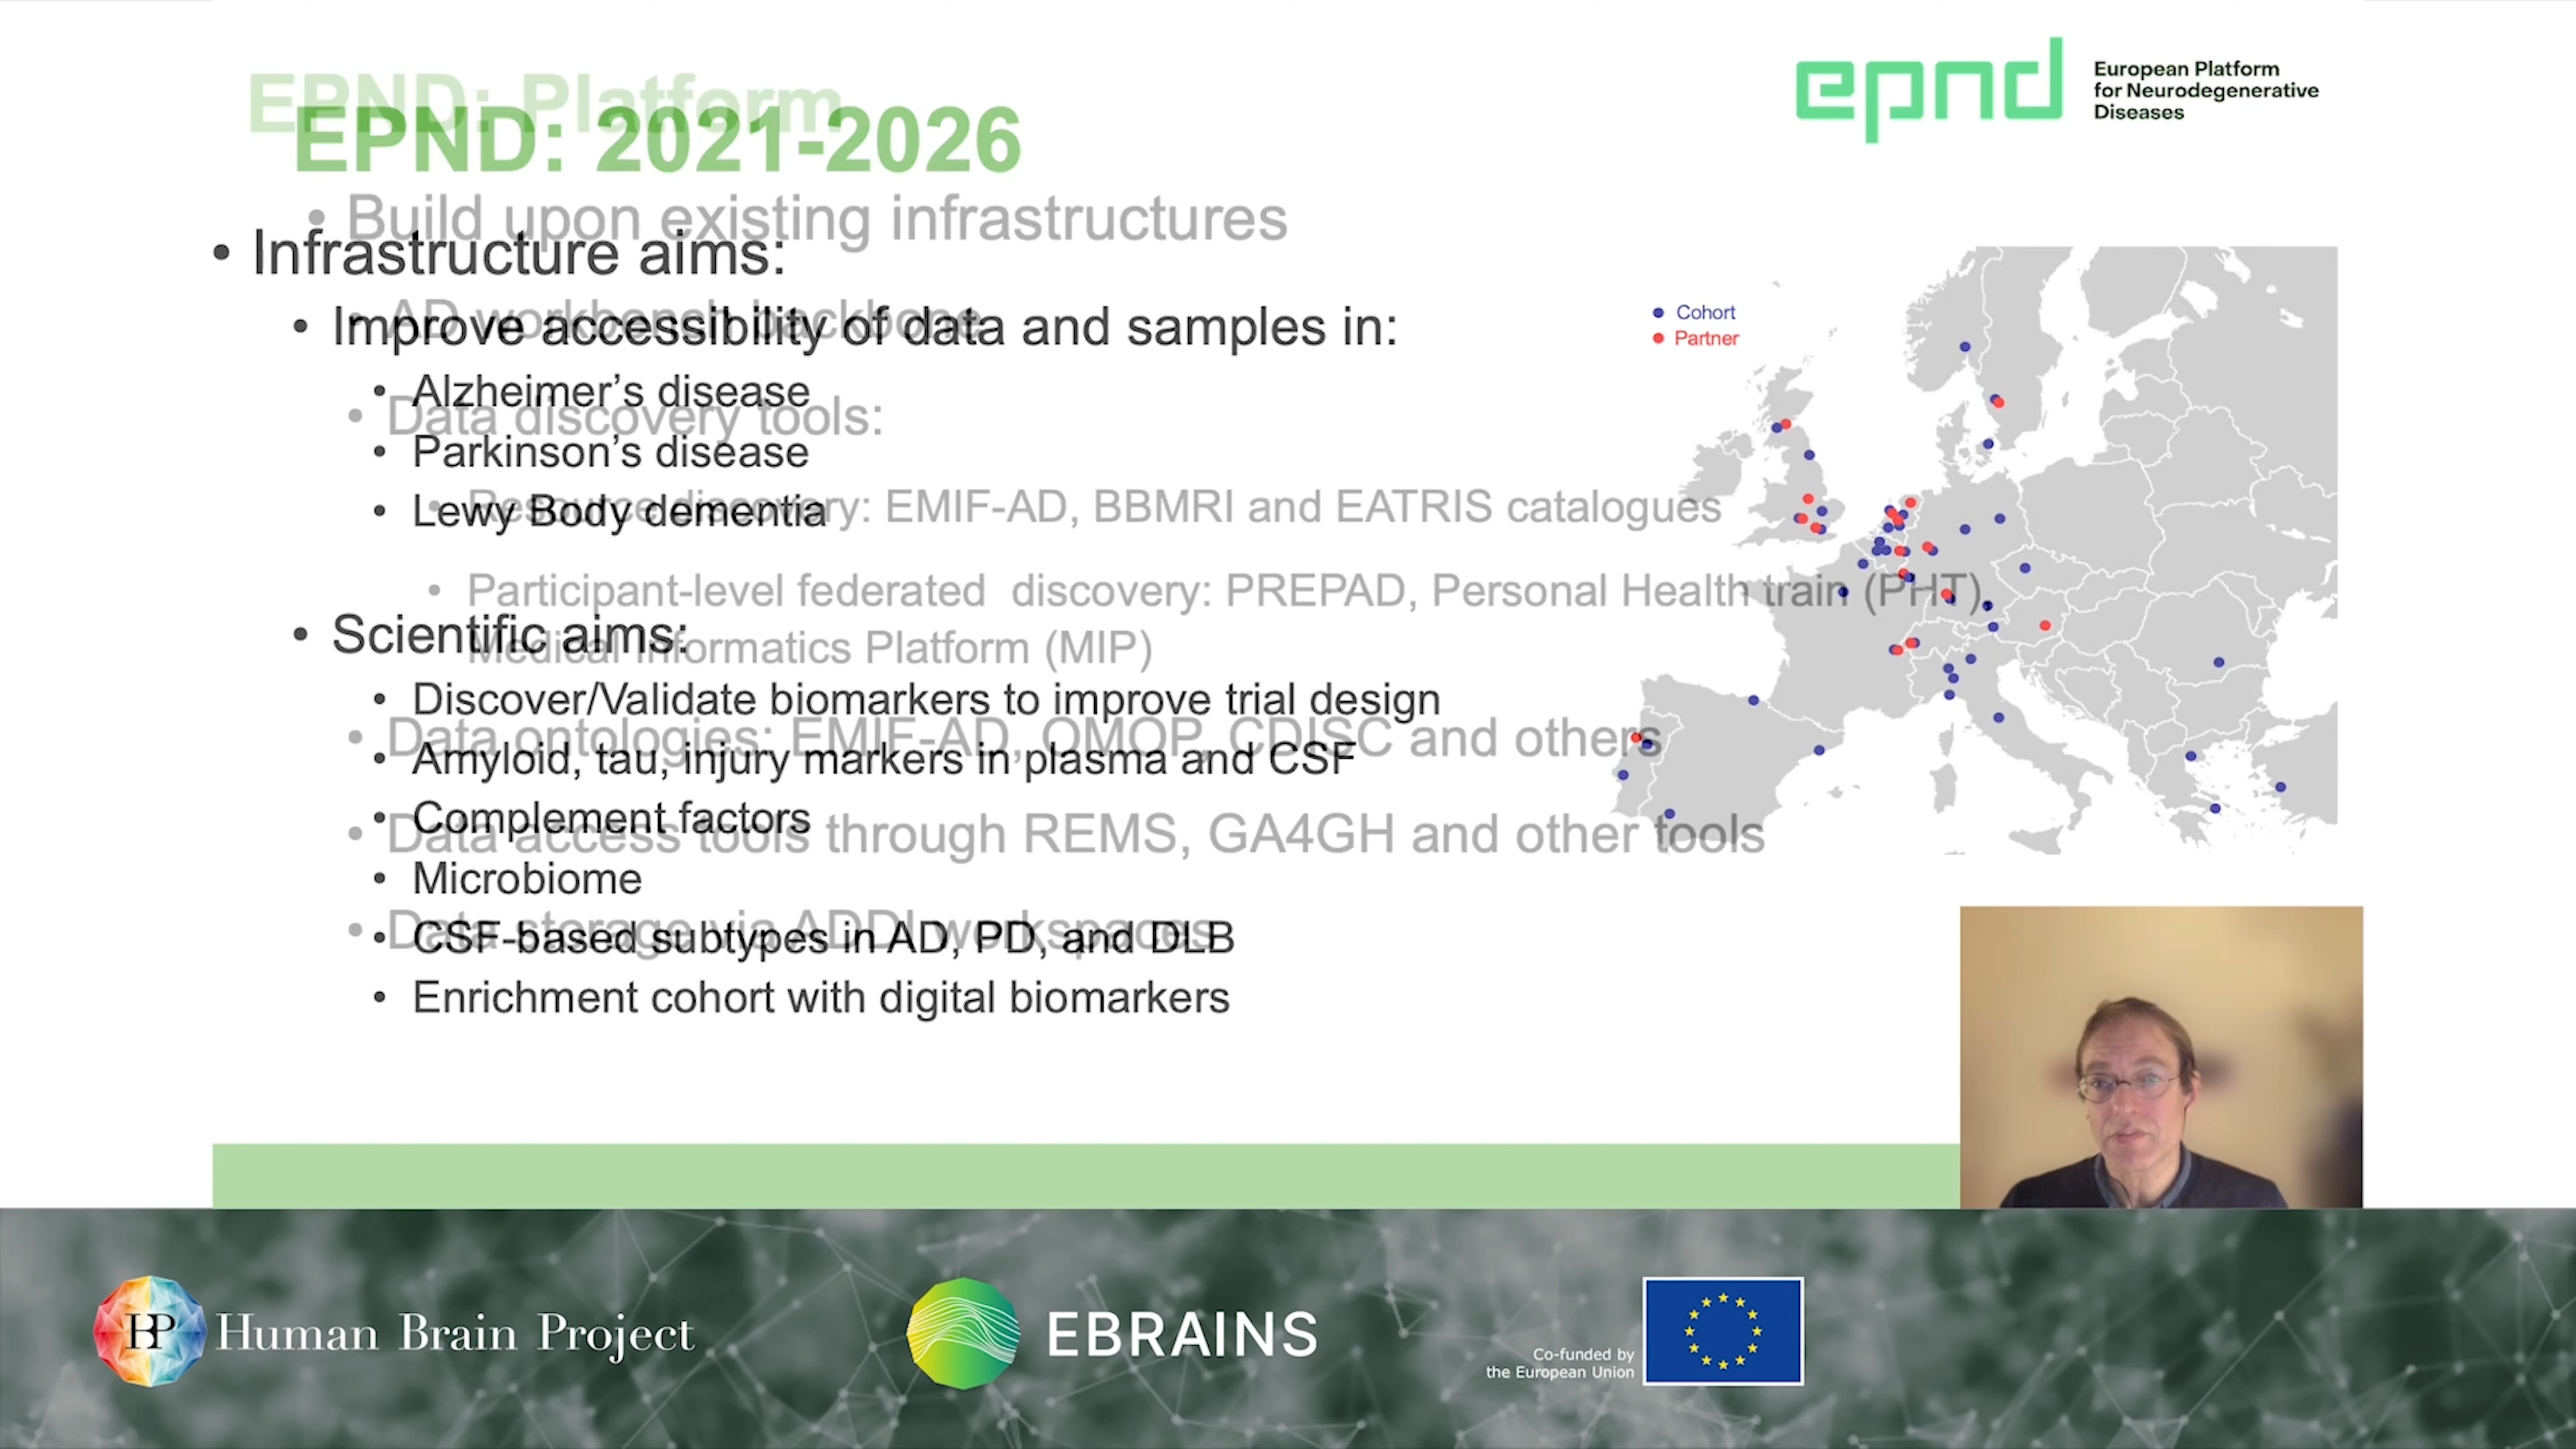 EPND: Platform
EPND: 2021-2026
epnd
European Platform
for Neurodegenerative
Diseases
• Build upon existing infrastructures
• Infrastructure aims:
• AD workbench backbone
• Improve accessibility of data and samples in:
• Alzheimer’s disease
• Data discovery tools:
• Parkinson’s disease
• Resource discovery: EMIF-AD, BBMRI and EATRIS catalogues
• Lewy Body dementia
• Participant-level federated discovery: PREPAD, Personal Health train (PHT),
Medical Informatics Platform (MIP)
• Scientific aims:
• Discover/Validate biomarkers to improve trial design
• Data ontologies: EMIF-AD, OMOP, CDISC and others
• Amyloid, tau, injury markers in plasma and CSF
• Complement factors
• Data access tools through REMS, GA4GH and other tools
• Microbiome
• Data storage via ADDI workspaces
• CSF-based subtypes in AD, PD, and DLB
• Enrichment cohort with digital biomarkers
Cohort
Partner
HBP Human Brain Project
EBRAINS
Co-funded by
the European Union